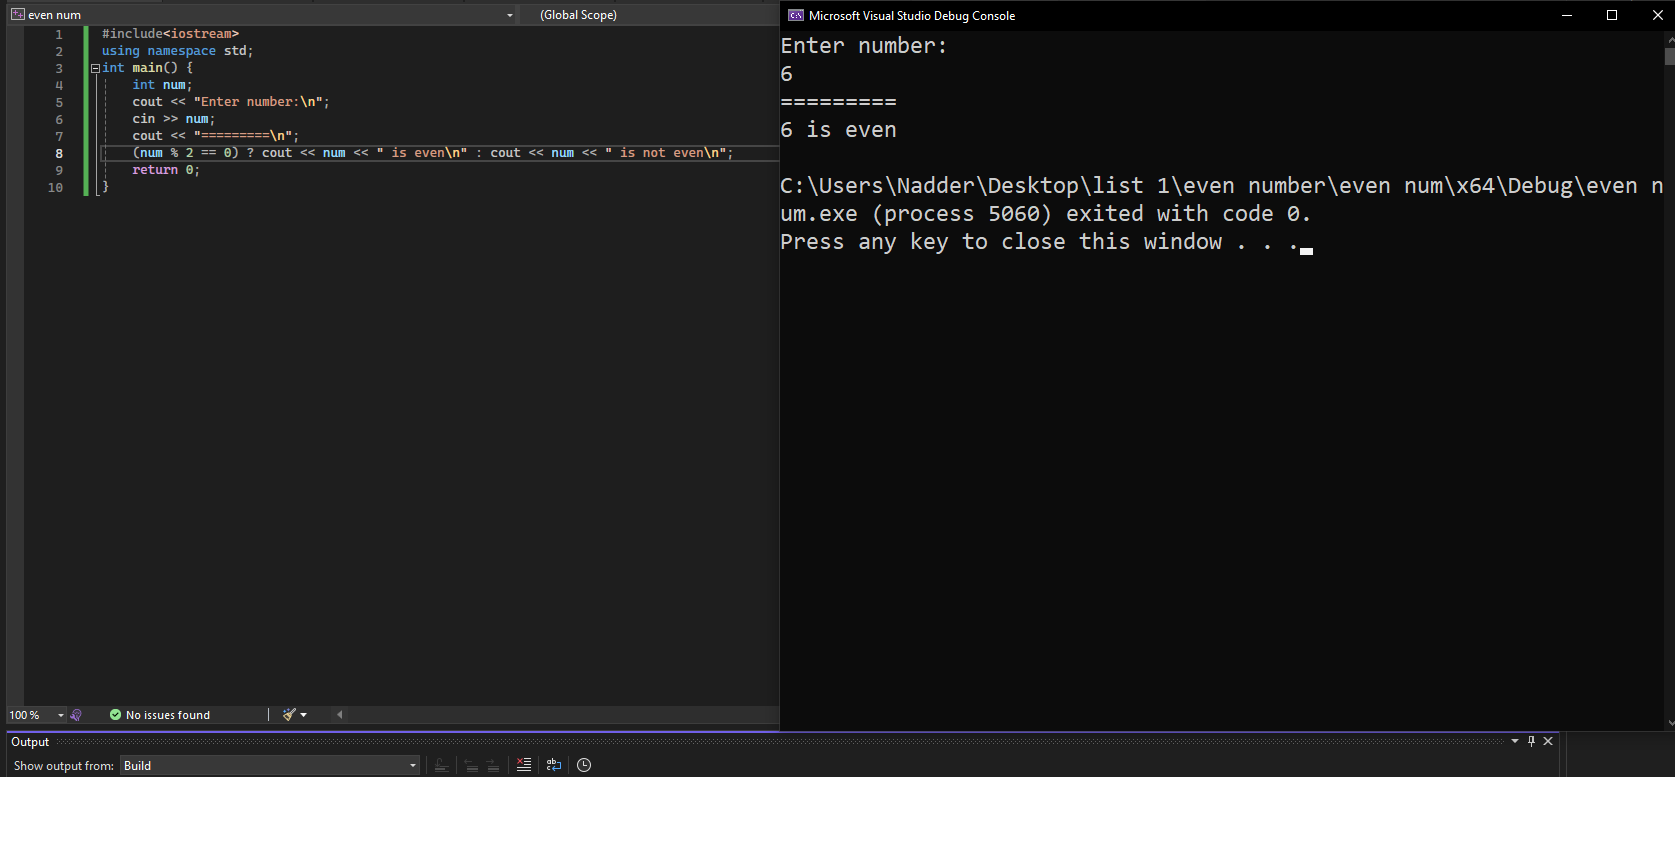 even num
(Global Scope)
1 #include<iostream>
2 using namespace std;
3 int main() {
4 int num;
5 cout << "Enter number:\n";
6 cin >> num;
7 cout << "=========\n";
8 (num % 2 == 0) ? cout << num << " is even\n" : cout << num << " is not even\n";
9 return 0;
10 }
100 %
No issues found
Microsoft Visual Studio Debug Console
Enter number:
6
=========
6 is even
C:\Users\Nadder\Desktop\list 1\even number\even num\x64\Debug\even n
um.exe (process 5060) exited with code 0.
Press any key to close this window . . .
Output
Show output from: Build